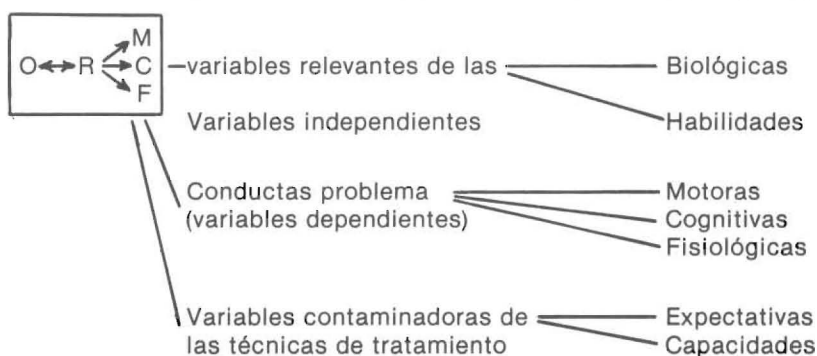 M
O R C variables relevantes de las Biológicas
F
Variables independientes Habilidades
Conductas problema Motoras
(variables dependientes) Cognitivas
Fisiológicas
Variables contaminadoras de Expectativas
las técnicas de tratamiento Capacidades